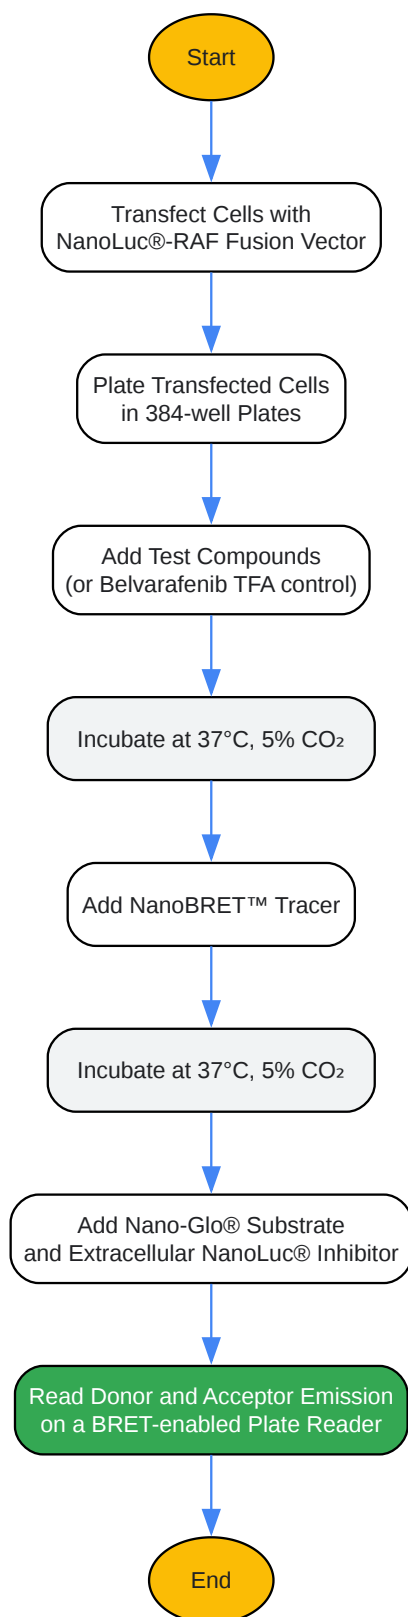 Start
Transfect Cells with
NanoLuc®-RAF Fusion Vector
Plate Transfected Cells
in 384-well Plates
Add Test Compounds
(or Belvarafenib TFA control)
Incubate at 37°C, 5% CO₂
Add NanoBRET™ Tracer
Incubate at 37°C, 5% CO₂
Add Nano-Glo® Substrate
and Extracellular NanoLuc® Inhibitor
Read Donor and Acceptor Emission
on a BRET-enabled Plate Reader
End